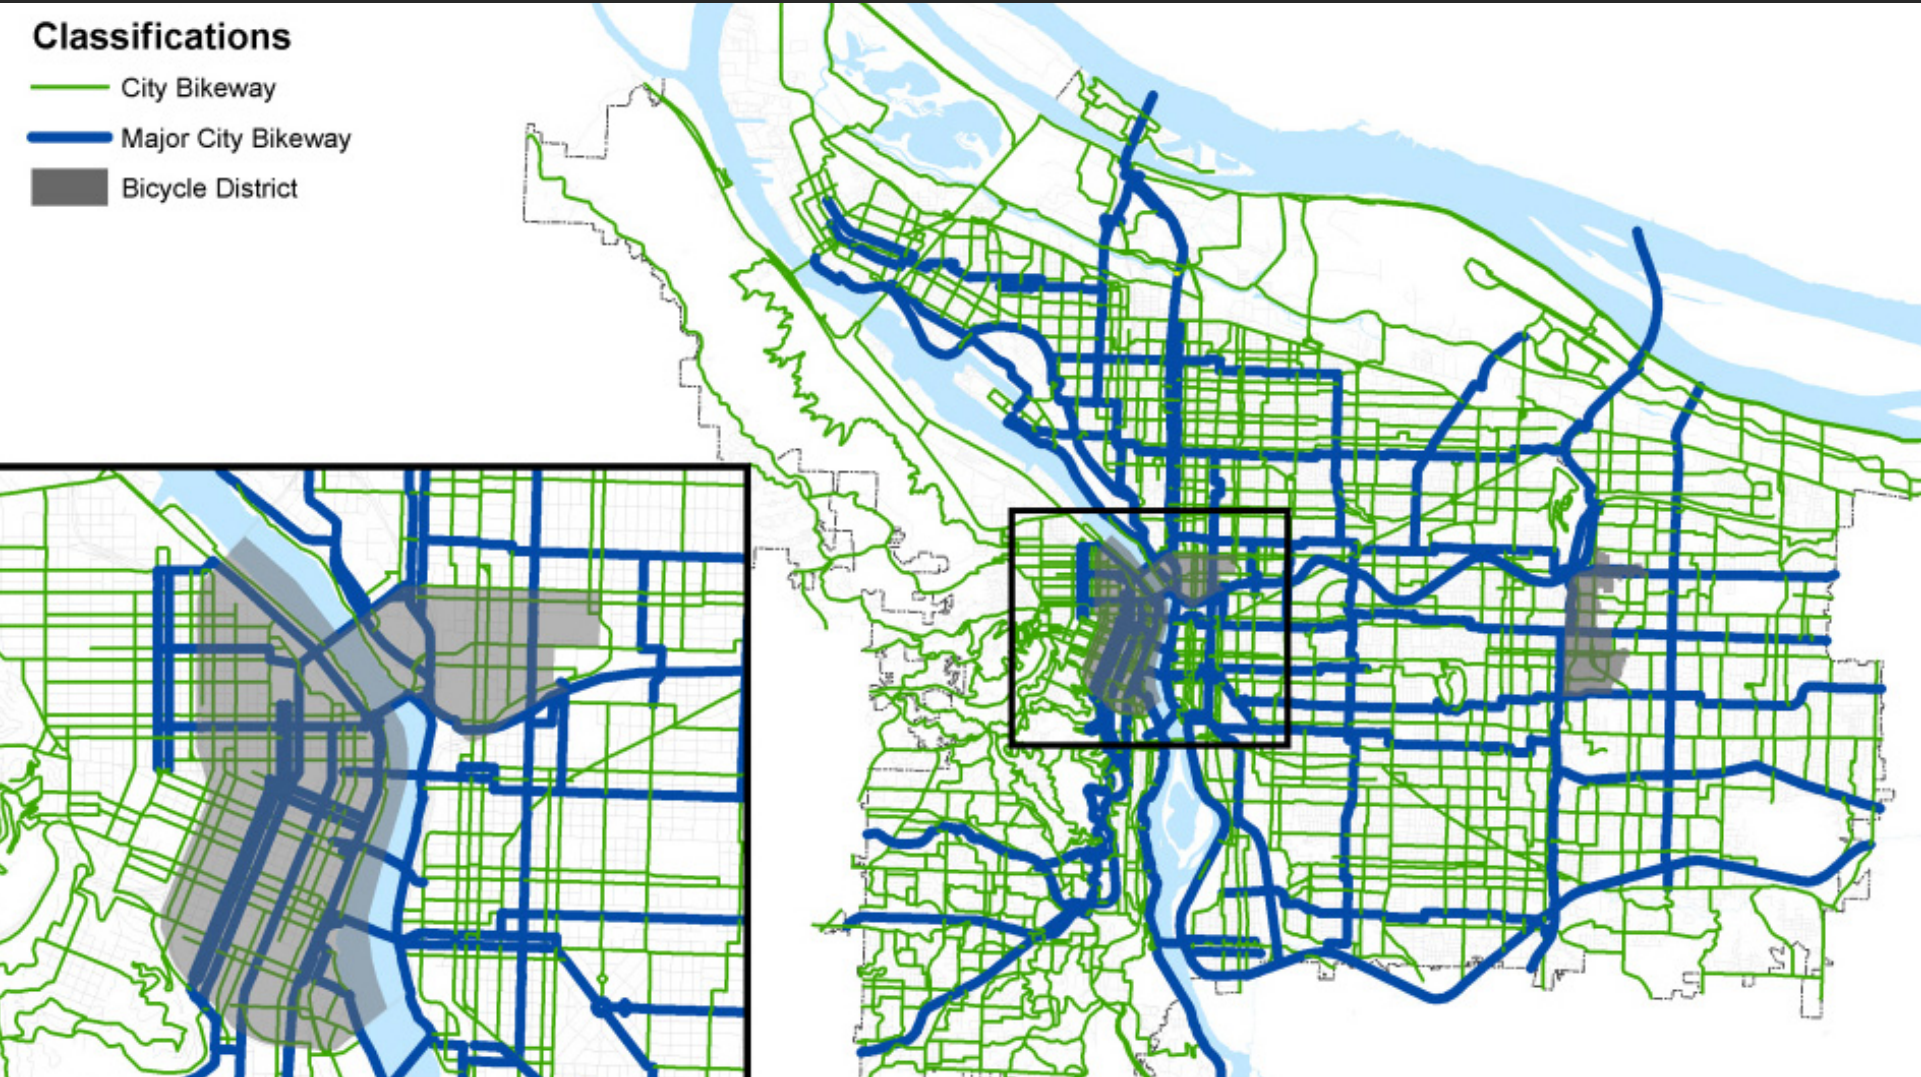 Classifications
City Bikeway
Major City Bikeway
Bicycle District